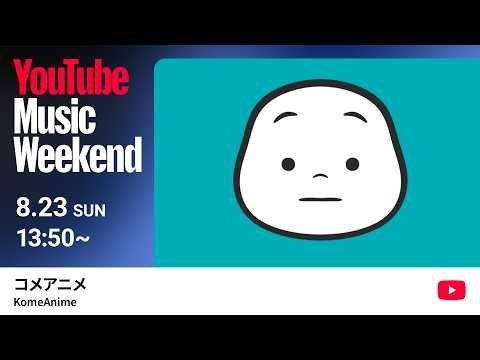 YouTube
Music
Weekend
8.23 SUN
13:50~
コメアニメ
KomeAnime